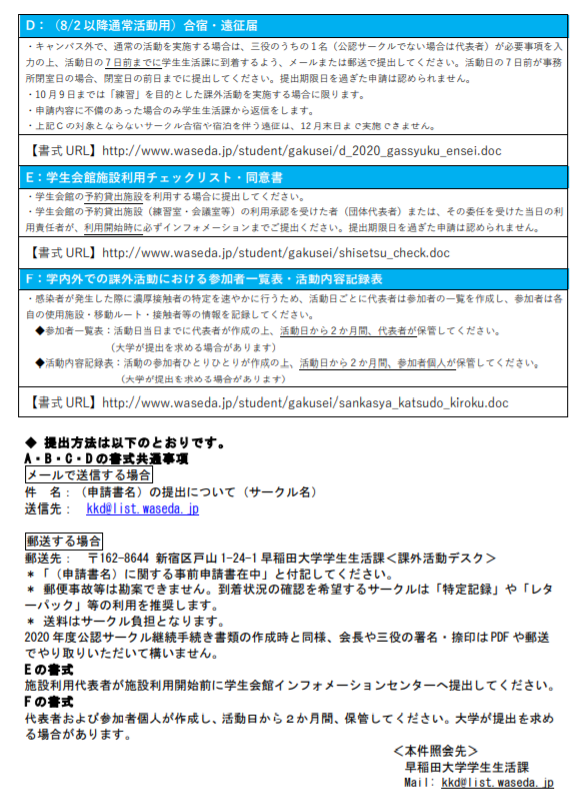 D：（8/2 以降通常活動用）合宿・遠征届
・キャンパス外で、通常の活動を実施する場合は、三役のうちの１名（公認サークルでない場合は代表者）が必要事項を入
力の上、活動日の７日前までに学生生活課に到着するよう、メールまたは郵送で提出してください。活動日の７日前が事務
所閉室日の場合、閉室日の前日までに提出してください。提出期限日を過ぎた申請は認められません。
・10 月９日までは「練習」を目的とした課外活動を実施する場合に限ります。
・申請内容に不備のあった場合のみ学生生活課から返信をします。
・上記Ｃの対象とならないサークル合宿や宿泊を伴う遠征は、12 月末日まで実施できません。
【書式 URL】http://www.waseda.jp/student/gakusei/d_2020_gassyuku_ensei.doc
E：学生会館施設利用チェックリスト・同意書
・学生会館の予約貸出施設を利用する場合に提出してください。
・学生会館の予約貸出施設（練習室・会議室等）の利用承認を受けた者（団体代表者）または、その委任を受けた当日の利
用責任者が、利用開始時に必ずインフォメーションまでご提出ください。提出期限日を過ぎた申請は認められません。
【書式 URL】http://www.waseda.jp/student/gakusei/shisetsu_check.doc
F：学内外での課外活動における参加者一覧表・活動内容記録表
・感染者が発生した際に濃厚接触者の特定を速やかに行うため、活動日ごとに代表者は参加者の一覧を作成し、参加者は各
自の使用施設・移動ルート・接触者等の情報を記録してください。
◆参加者一覧表：活動日当日までに代表者が作成の上、活動日から２か月間、代表者が保管してください。
（大学が提出を求める場合があります）
◆活動内容記録表：活動の参加者ひとりひとりが作成の上、活動日から２か月間、参加者個人が保管してください。
（大学が提出を求める場合があります）
【書式 URL】http://www.waseda.jp/student/gakusei/sankasya_katsudo_kiroku.doc
◆ 提出方法は以下のとおりです。
A・B・C・D の書式共通事項
メールで送信する場合
件　名：（申請書名）の提出について（サークル名）
送信先： kkd@list.waseda.jp
郵送する場合
郵送先： 〒162-8644 新宿区戸山 1-24-1 早稲田大学学生生活課＜課外活動デスク＞
＊「（申請書名）に関する事前申請書在中」と付記してください。
＊ 郵便事故等は勘案できません。到着状況の確認を希望するサークルは「特定記録」や「レタ
ーパック」等の利用を推奨します。
＊ 送料はサークル負担となります。
2020 年度公認サークル継続手続き書類の作成時と同様、会長や三役の署名・捺印は PDF や郵送
でやり取りいただいて構いません。
E の書式
施設利用代表者が施設利用開始前に学生会館インフォメーションセンターへ提出してください。
F の書式
代表者および参加者個人が作成し、活動日から２か月間、保管してください。大学が提出を求め
る場合があります。
＜本件照会先＞
早稲田大学学生生活課
Mail: kkd@list.waseda.jp